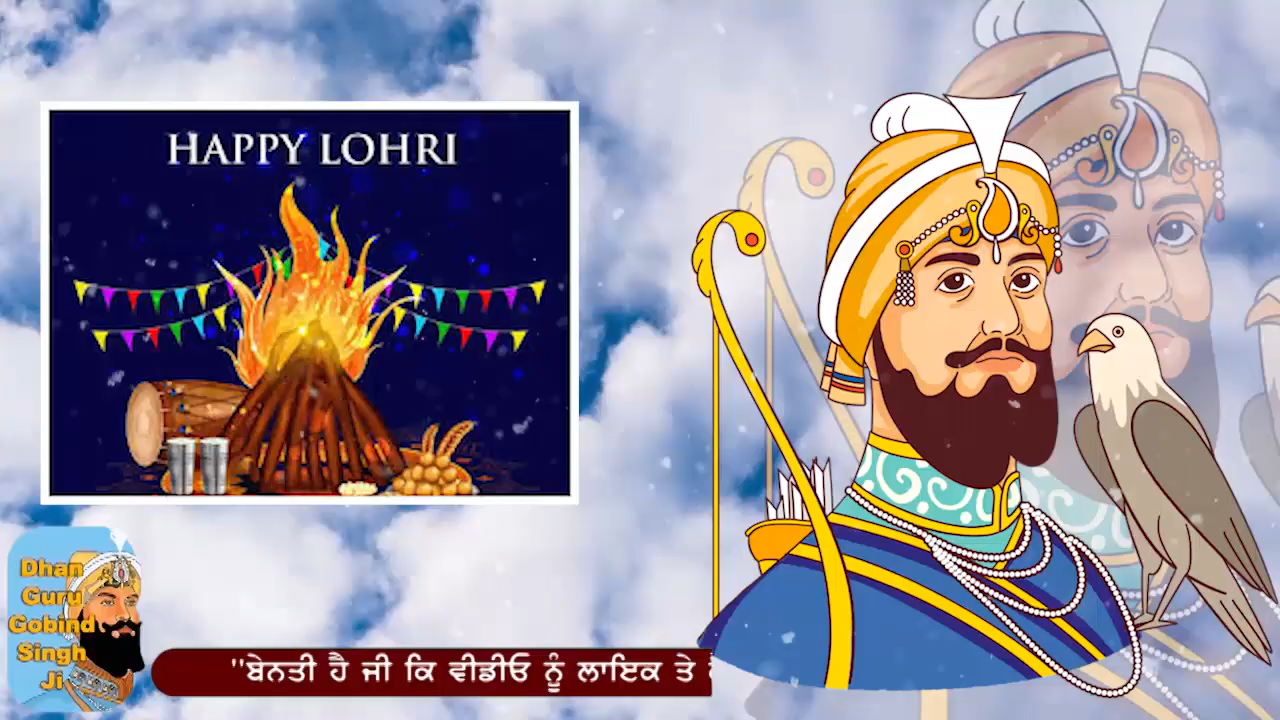 HAPPY LOHRI
Dhan
Guru
Gobind
Singh
Ji
"ਬੇਨਤੀ ਹੈ ਜੀ ਕਿ ਵੀਡੀਓ ਨੂੰ ਲਾਇਕ ਤੇ